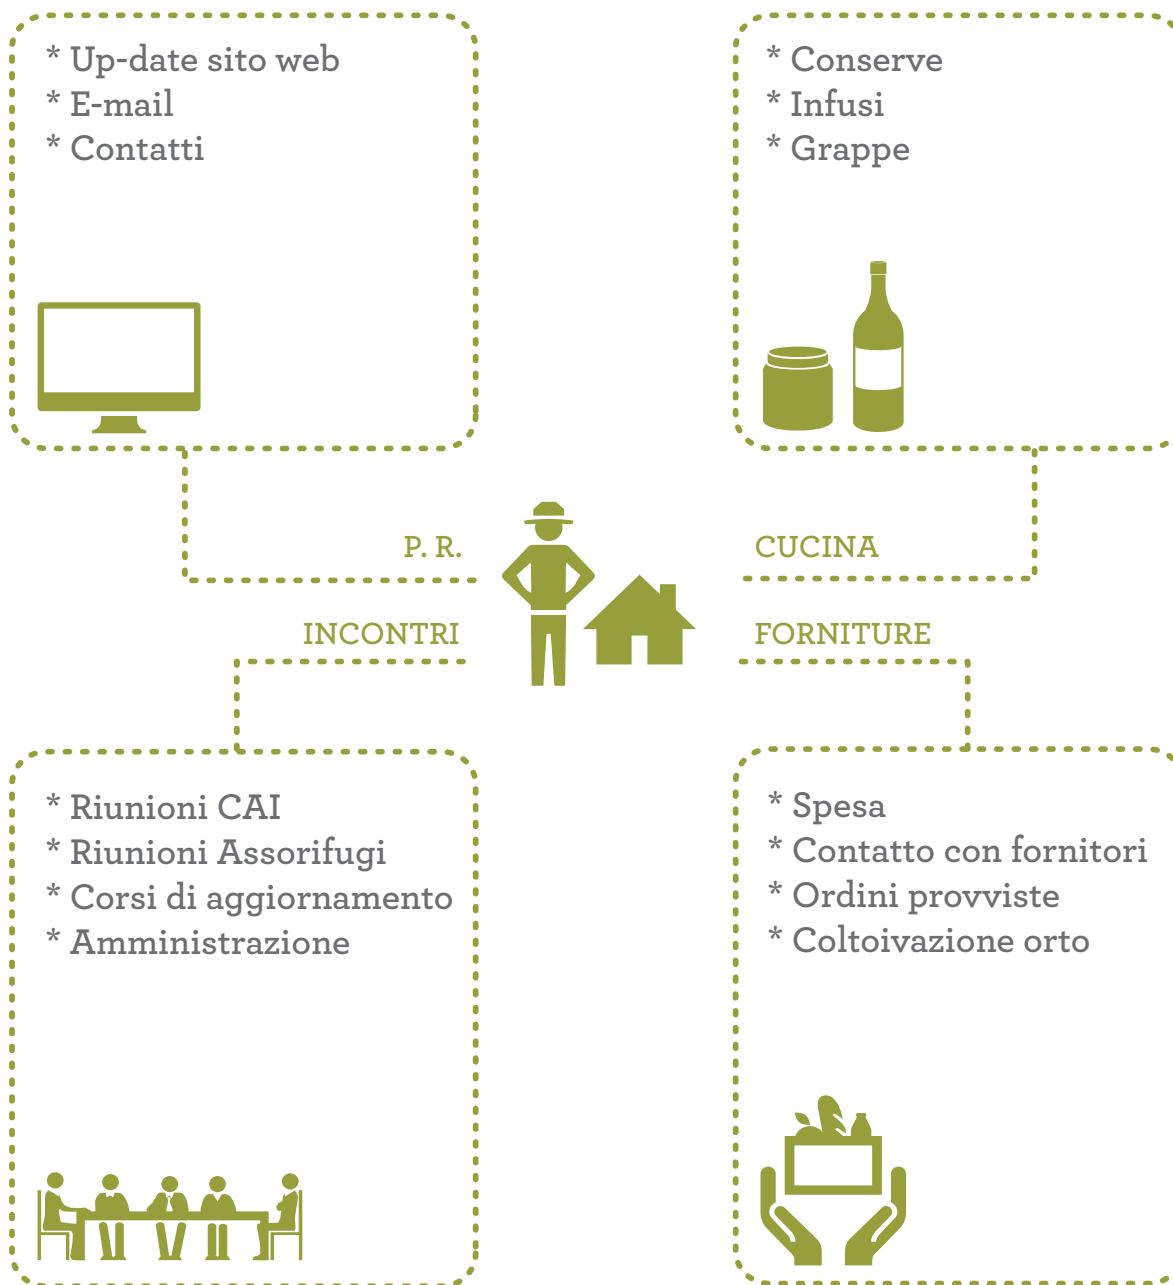 * Up-date sito web
* E-mail
* Contatti
* Conserve
* Infusi
* Grappe
P. R.
CUCINA
INCONTRI
FORNITURE
* Riunioni CAI
* Riunioni Assorifugi
* Corsi di aggiornamento
* Amministrazione
* Spesa
* Contatto con fornitori
* Ordini provviste
* Coltoivazione orto